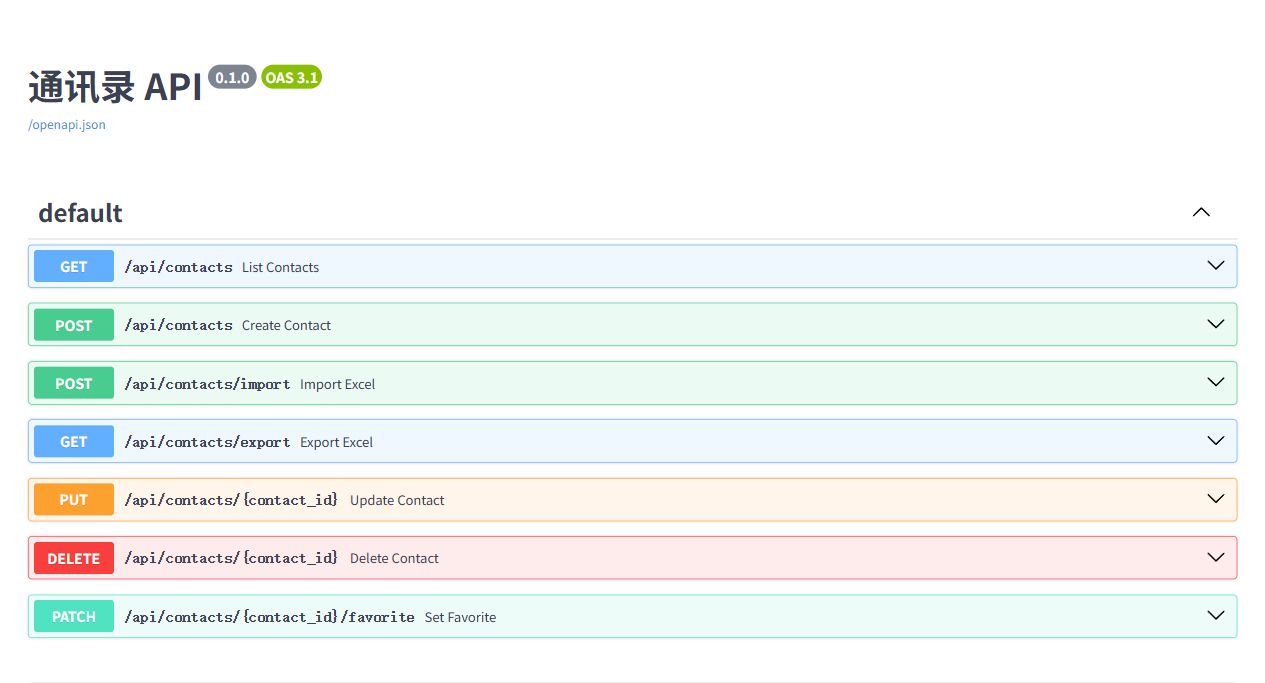 通讯录 API 0.1.0 OAS 3.1
/openapi.json
default
GET /api/contacts List Contacts
POST /api/contacts Create Contact
POST /api/contacts/import Import Excel
GET /api/contacts/export Export Excel
PUT /api/contacts/{contact_id} Update Contact
DELETE /api/contacts/{contact_id} Delete Contact
PATCH /api/contacts/{contact_id}/favorite Set Favorite